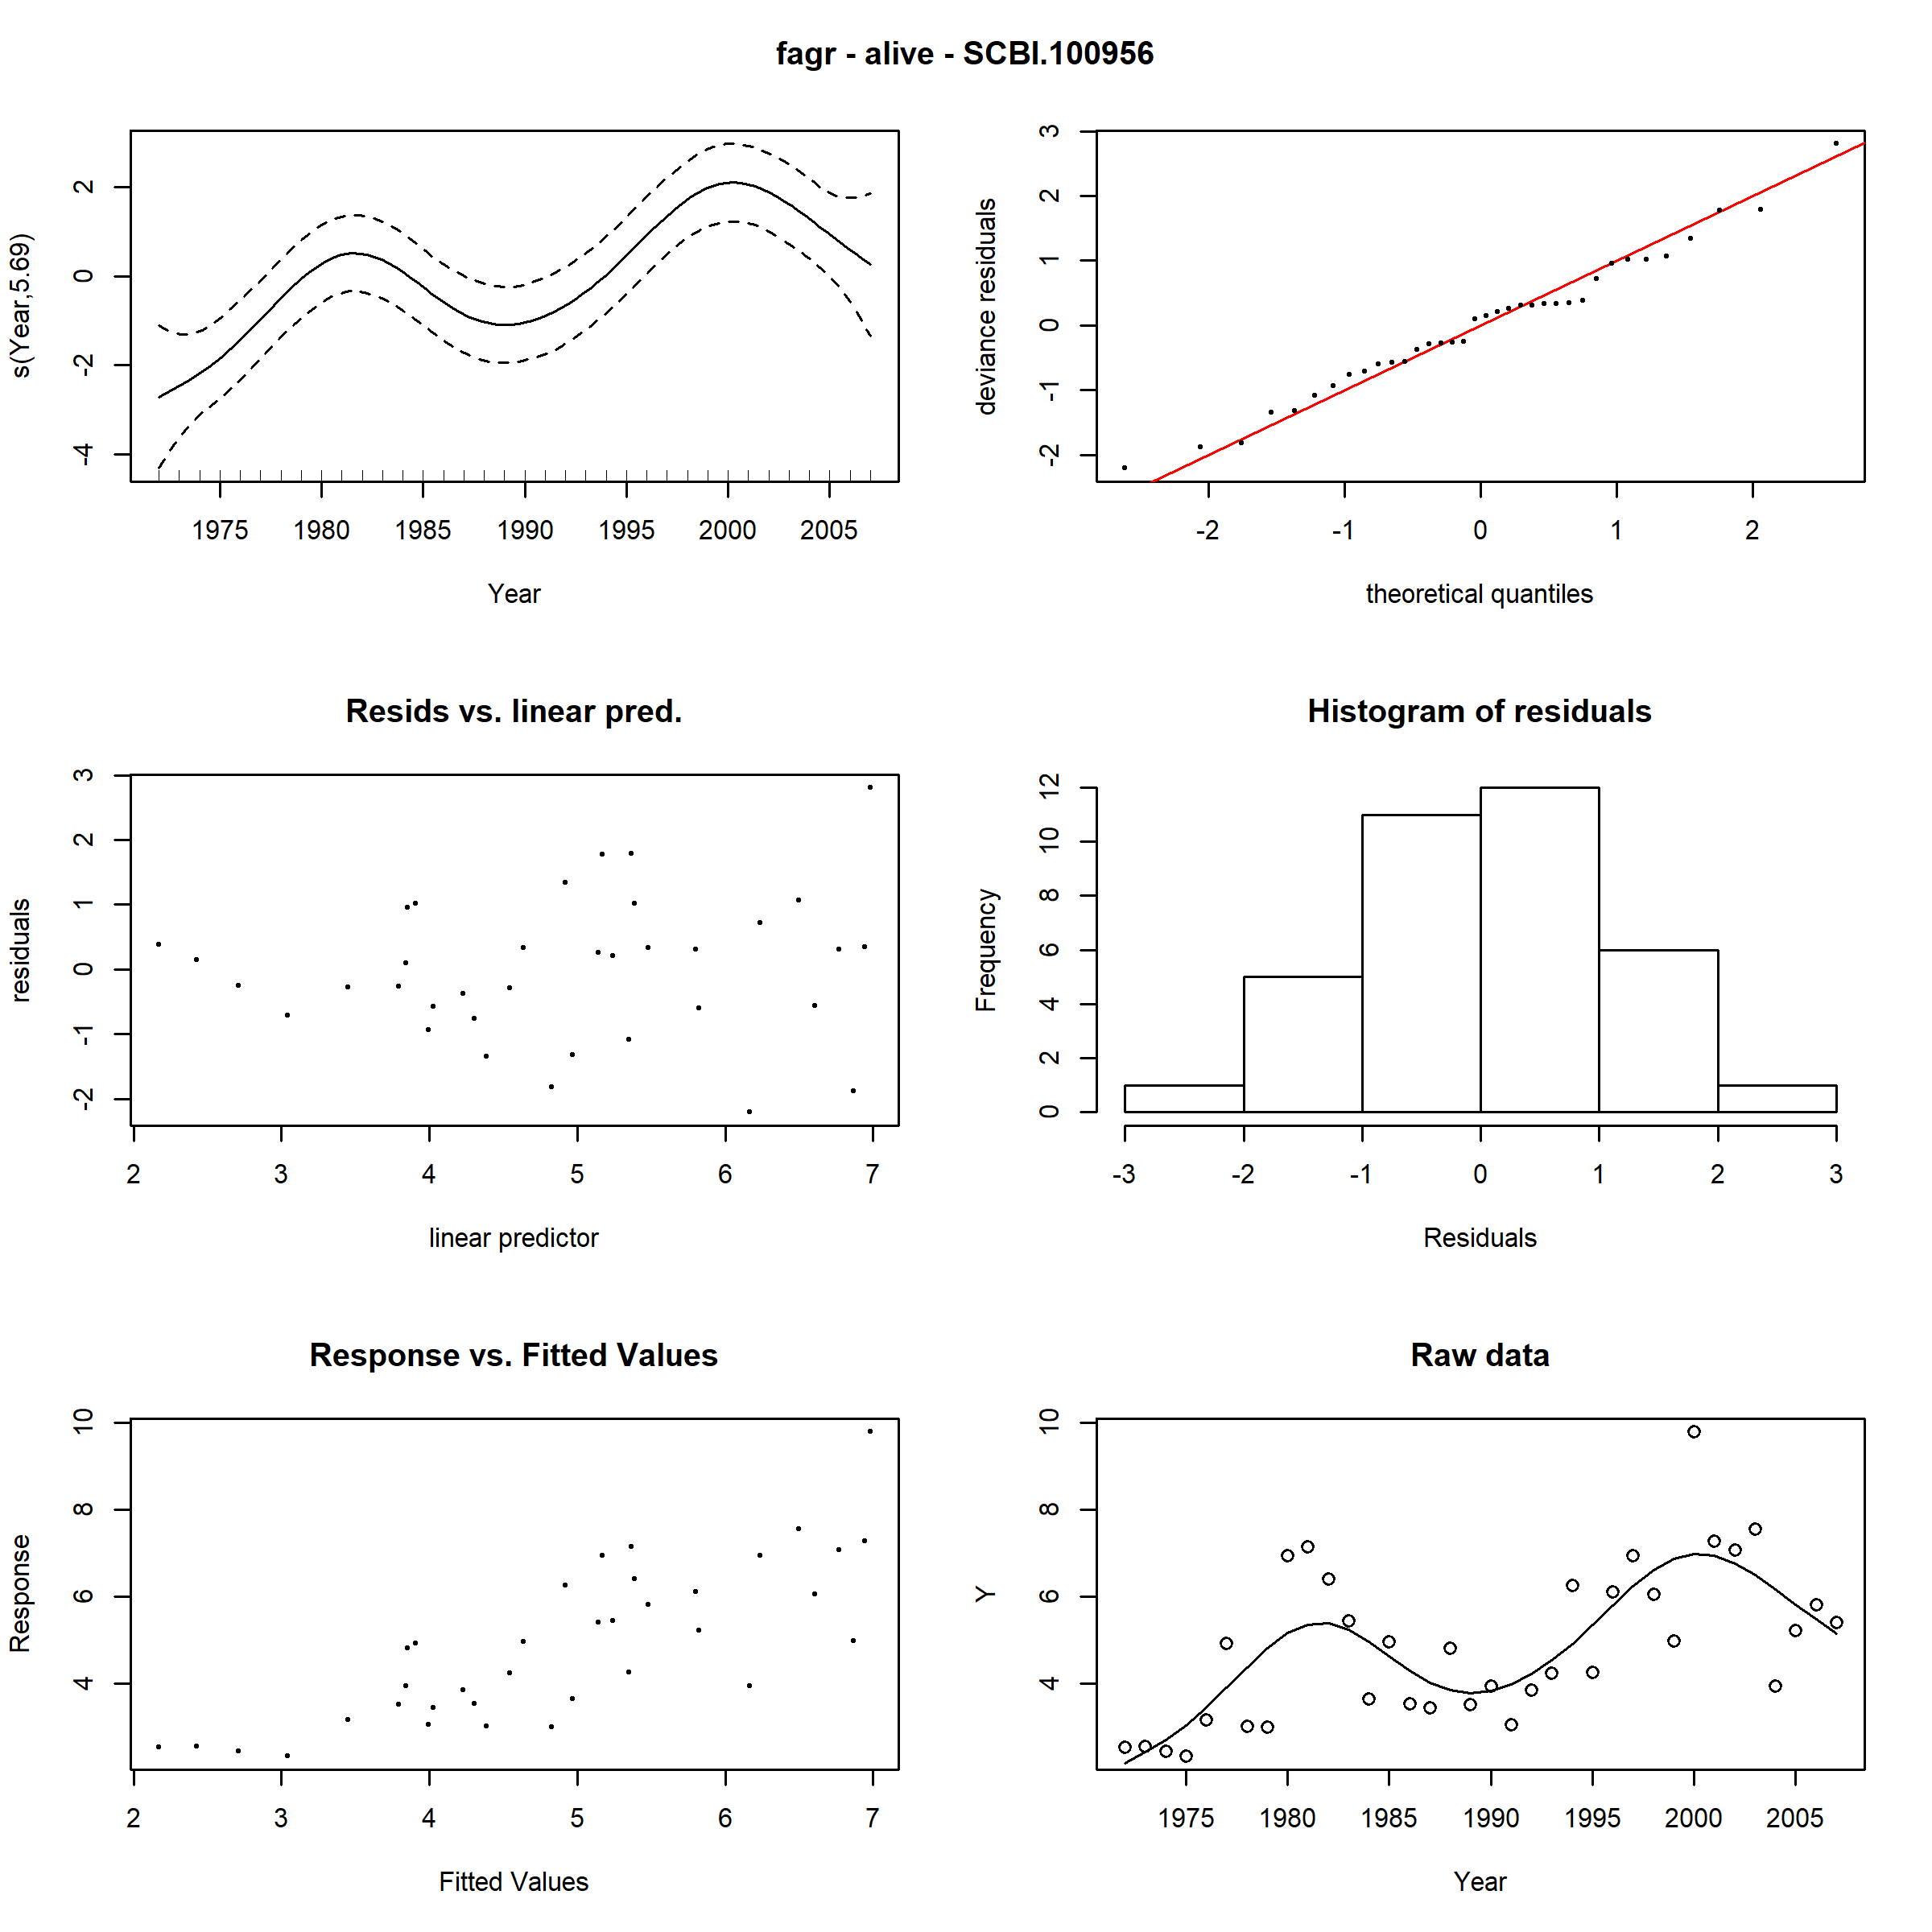 fagr - alive - SCBI.100956
s(Year,5.69)
2
0
-2
-4
1975 1980 1985 1990 1995 2000 2005
Year
deviance residuals
3
2
1
0
-1
-2
-2 -1 0 1 2
theoretical quantiles
Resids vs. linear pred.
residuals
3
2
1
0
-1
-2
2 3 4 5 6 7
linear predictor
Histogram of residuals
Frequency
12
10
8
6
4
2
0
-3 -2 -1 0 1 2 3
Residuals
Response vs. Fitted Values
Response
10
8
6
4
2 3 4 5 6 7
Fitted Values
Raw data
Y
10
8
6
4
1975 1980 1985 1990 1995 2000 2005
Year